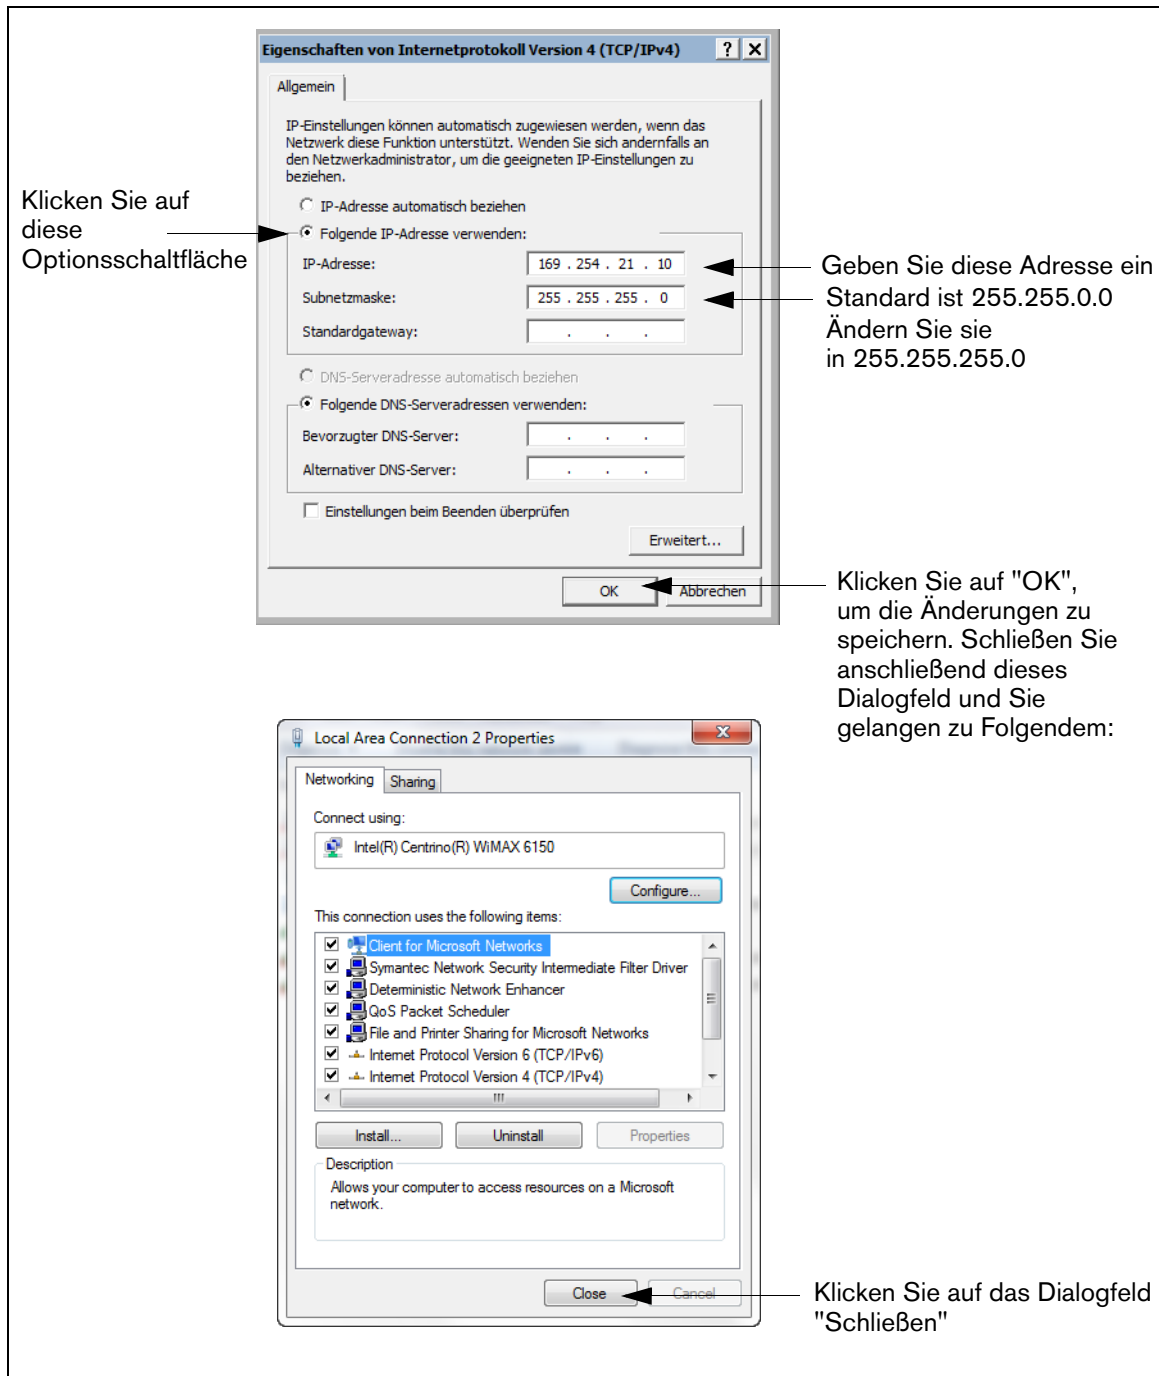 Eigenschaften von Internetprotokoll Version 4 (TCP/IPv4)
Allgemein
IP-Einstellungen können automatisch zugewiesen werden, wenn das
Netzwerk diese Funktion unterstützt. Wenden Sie sich andernfalls an
den Netzwerkadministrator, um die geeigneten IP-Einstellungen zu
beziehen.
IP-Adresse automatisch beziehen
Klicken Sie auf
diese
Optionsschaltfläche
Folgende IP-Adresse verwenden:
IP-Adresse:
169 . 254 . 21 . 10
Geben Sie diese Adresse ein
Subnetzmaske:
255 . 255 . 255 . 0
Standard ist 255.255.0.0
Ändern Sie sie
in 255.255.255.0
Standardgateway:
. . .
DNS-Serveradresse automatisch beziehen
Folgende DNS-Serveradressen verwenden:
Bevorzugter DNS-Server:
. . .
Alternativer DNS-Server:
. . .
Einstellungen beim Beenden überprüfen
Erweitert...
OK
Abbrechen
Klicken Sie auf "OK",
um die Änderungen zu
speichern. Schließen Sie
anschließend dieses
Dialogfeld und Sie
gelangen zu Folgendem:
Local Area Connection 2 Properties
Networking
Sharing
Connect using:
Intel(R) Centrino(R) WiMAX 6150
Configure...
This connection uses the following items:
Client for Microsoft Networks
Symantec Network Security Intermediate Filter Driver
Deterministic Network Enhancer
QoS Packet Scheduler
File and Printer Sharing for Microsoft Networks
Internet Protocol Version 6 (TCP/IPv6)
Internet Protocol Version 4 (TCP/IPv4)
Install...
Uninstall
Properties
Description
Allows your computer to access resources on a Microsoft
network.
Close
Cancel
Klicken Sie auf das Dialogfeld
"Schließen"